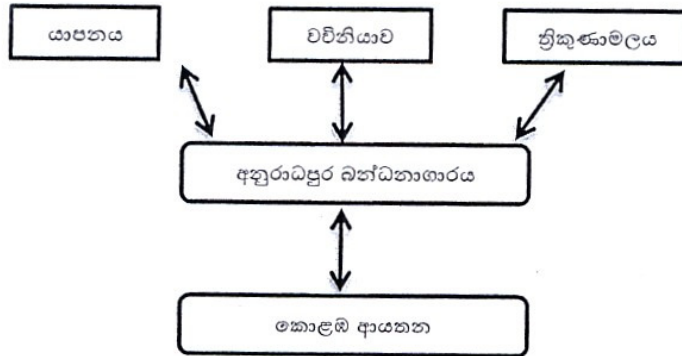 යාපනය
වව්නියාව
ත්‍රිකුණාමලය
අනුරාධපුර බන්ධනාගාරය
කොළඹ ආයතන